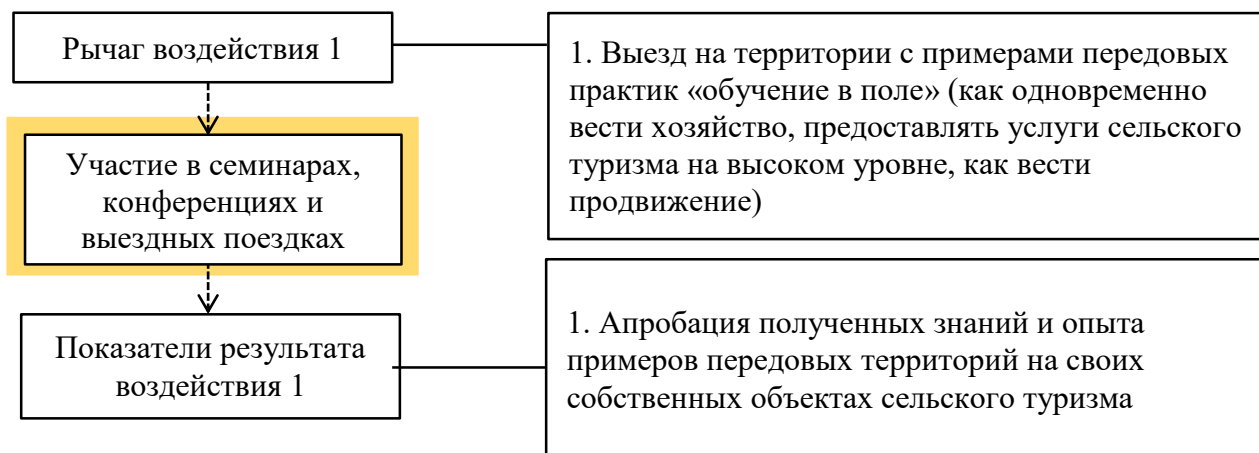 Рычаг воздействия 1
1. Выезд на территории с примерами передовых
практик «обучение в поле» (как одновременно
вести хозяйство, предоставлять услуги сельского
туризма на высоком уровне, как вести
продвижение)
Участие в семинарах,
конференциях и
выездных поездках
Показатели результата
воздействия 1
1. Апробация полученных знаний и опыта
примеров передовых территорий на своих
собственных объектах сельского туризма